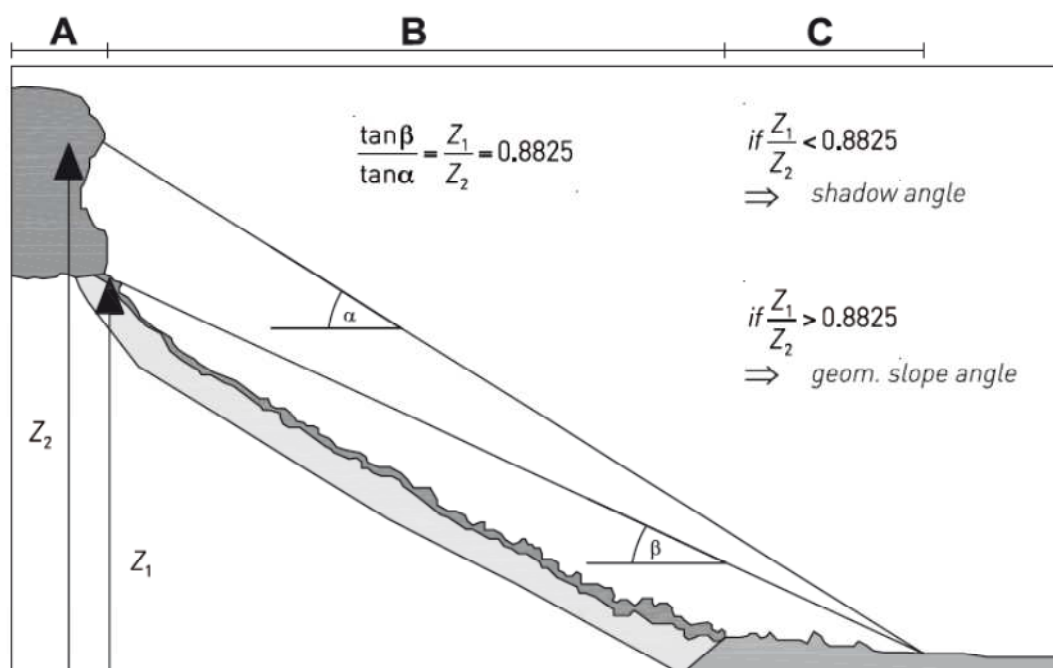 A B C
tanβ/tanα = Z₁/Z₂ = 0.8825
if Z₁/Z₂ < 0.8825
⇒ shadow angle
α
if Z₁/Z₂ > 0.8825
⇒ geom. slope angle
Z₂
β
Z₁